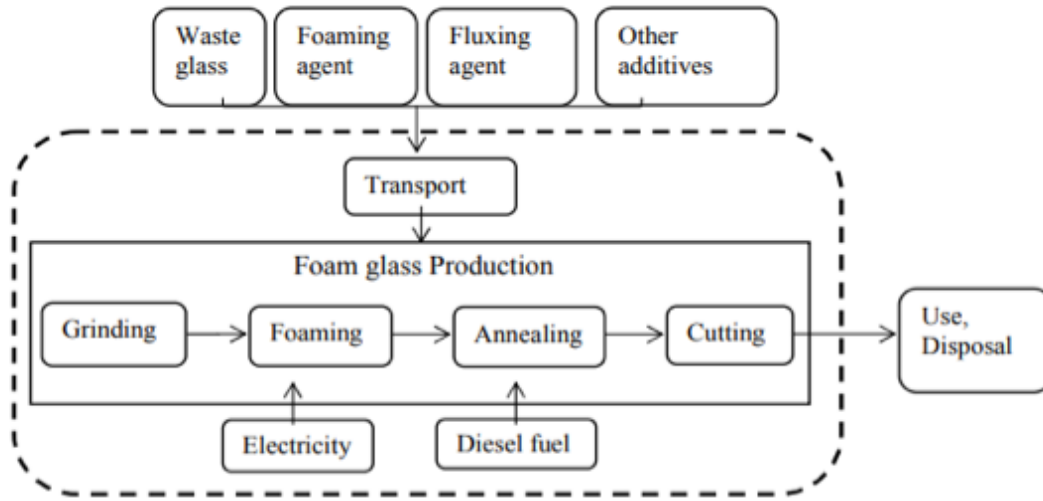 Waste
glass
Foaming
agent
Fluxing
agent
Other
additives
Transport
Foam glass Production
Grinding
Foaming
Annealing
Cutting
Use,
Disposal
Electricity
Diesel fuel